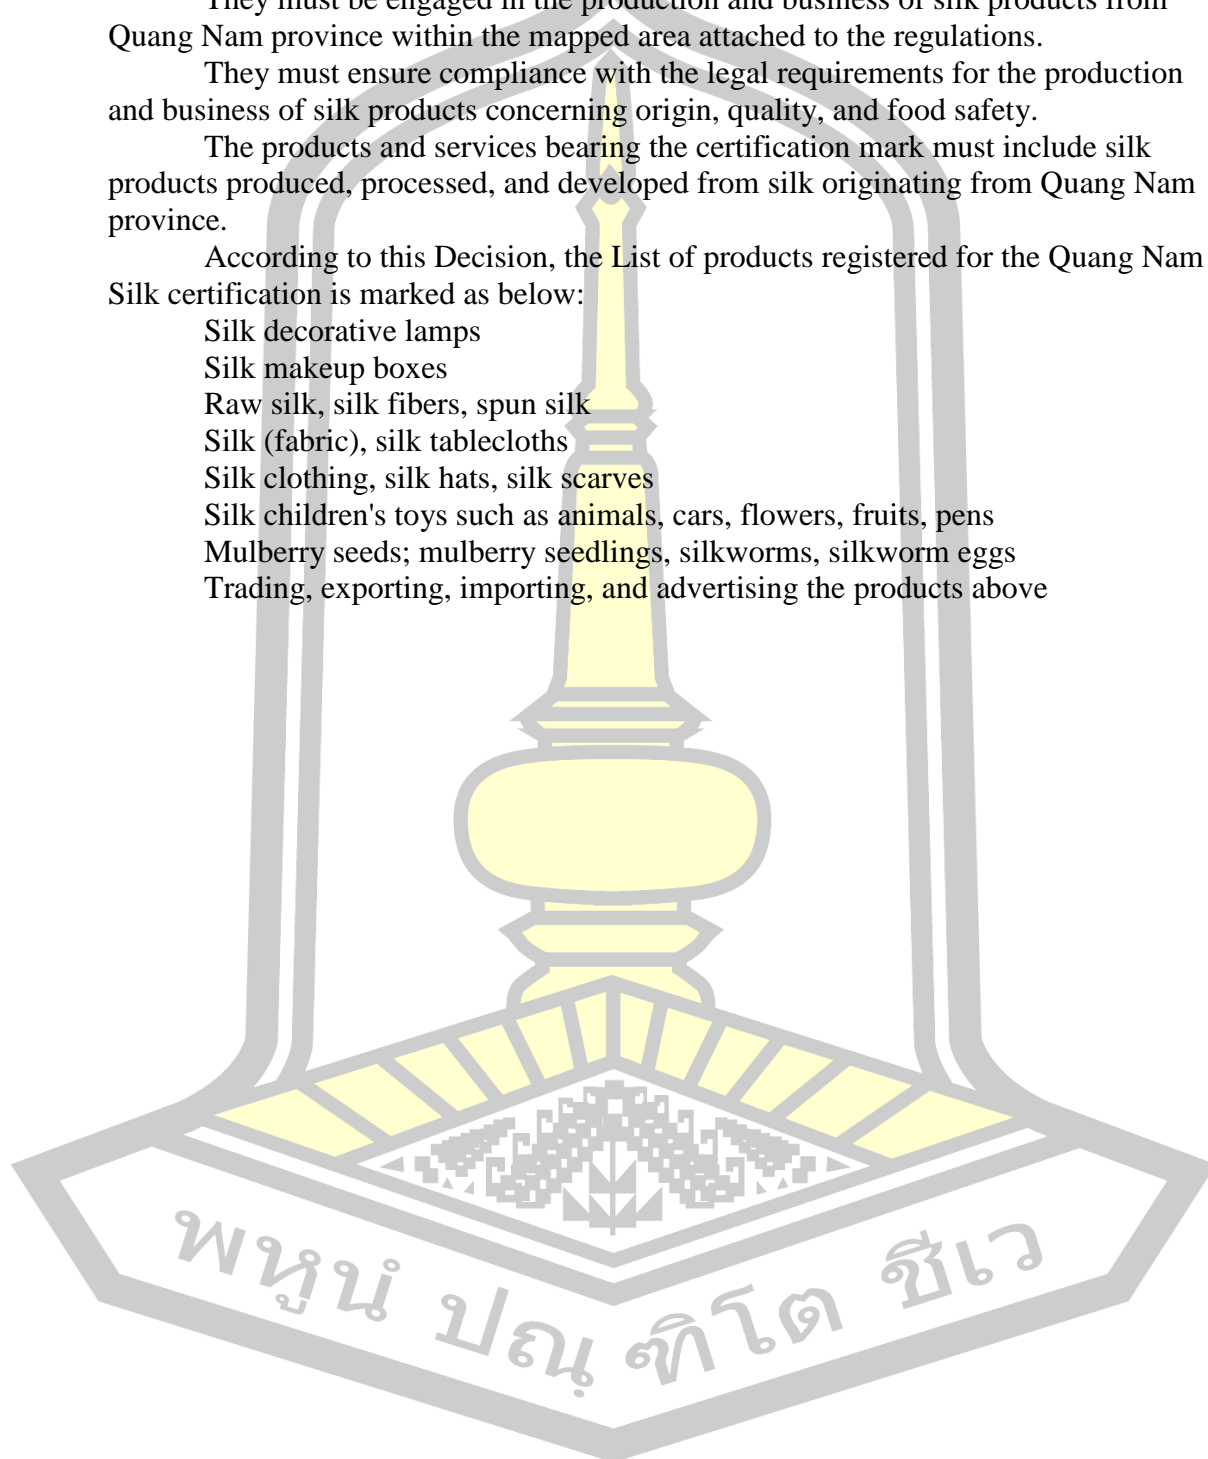 They must be engaged in the production and business of silk products from
Quang Nam province within the mapped area attached to the regulations.
They must ensure compliance with the legal requirements for the production
and business of silk products concerning origin, quality, and food safety.
The products and services bearing the certification mark must include silk
products produced, processed, and developed from silk originating from Quang Nam
province.
According to this Decision, the List of products registered for the Quang Nam
Silk certification is marked as below:
Silk decorative lamps
Silk makeup boxes
Raw silk, silk fibers, spun silk
Silk (fabric), silk tablecloths
Silk clothing, silk hats, silk scarves
Silk children's toys such as animals, cars, flowers, fruits, pens
Mulberry seeds; mulberry seedlings, silkworms, silkworm eggs
Trading, exporting, importing, and advertising the products above
พหูนํ ปณฺฑิโต ชีเว